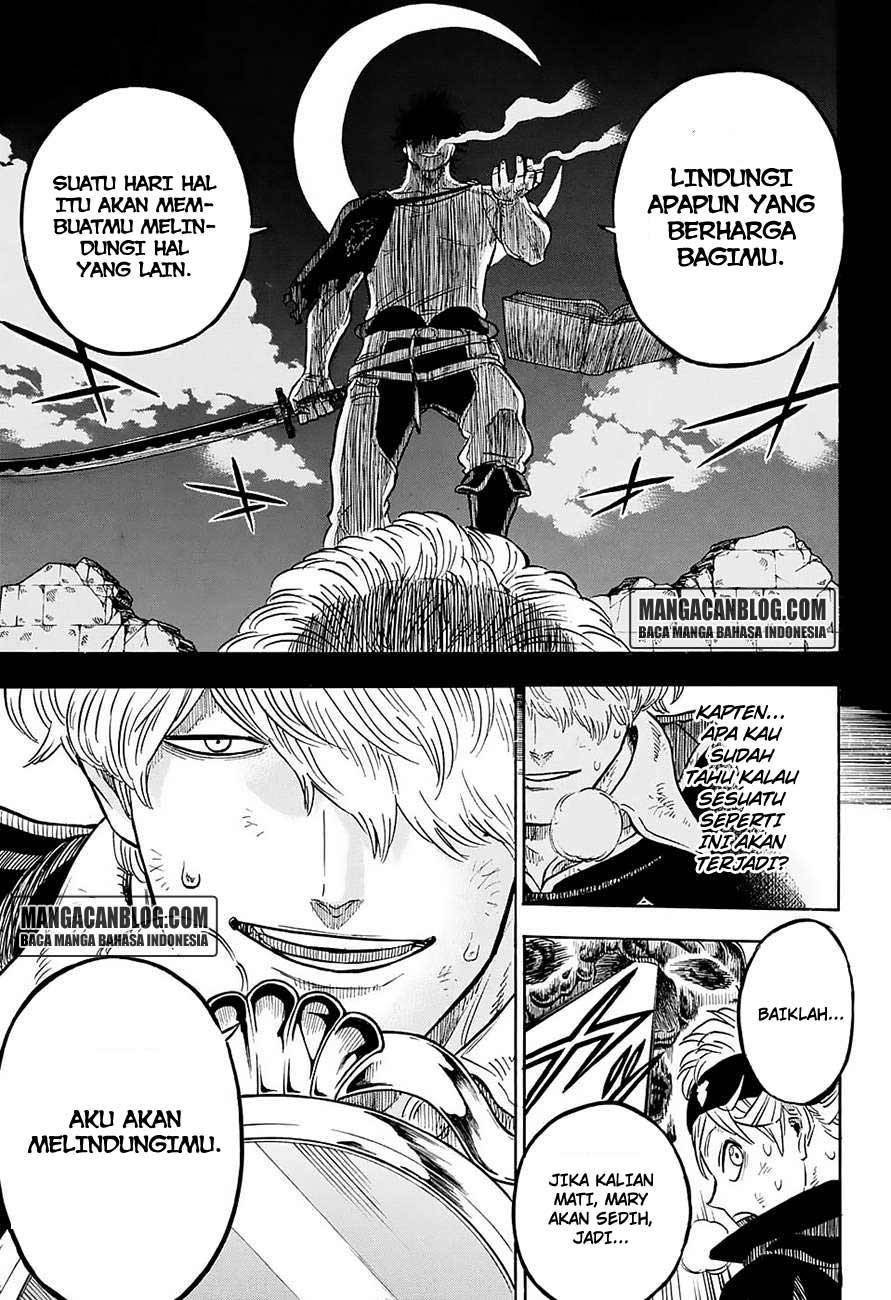 LINDUNGI
APAPUN YANG
BERHARGA
BAGIMU.
SUATU HARI HAL
ITU AKAN MEM-
BUATMU MELIN-
DUNGI HAL
YANG LAIN.
MANGACANBLOG.COM
BACA MANGA BAHASA INDONESIA
KAPTEN...
APA KAU
SUDAH
TAHU KALAU
SESUATU
SEPERTI
INI AKAN
TERJADI?
BAIKLAH...
JIKA KALIAN
MATI, MARY
AKAN SEDIH,
JADI...
MANGACANBLOG.COM
BACA MANGA BAHASA INDONESIA
AKU AKAN
MELINDUNGIMU.